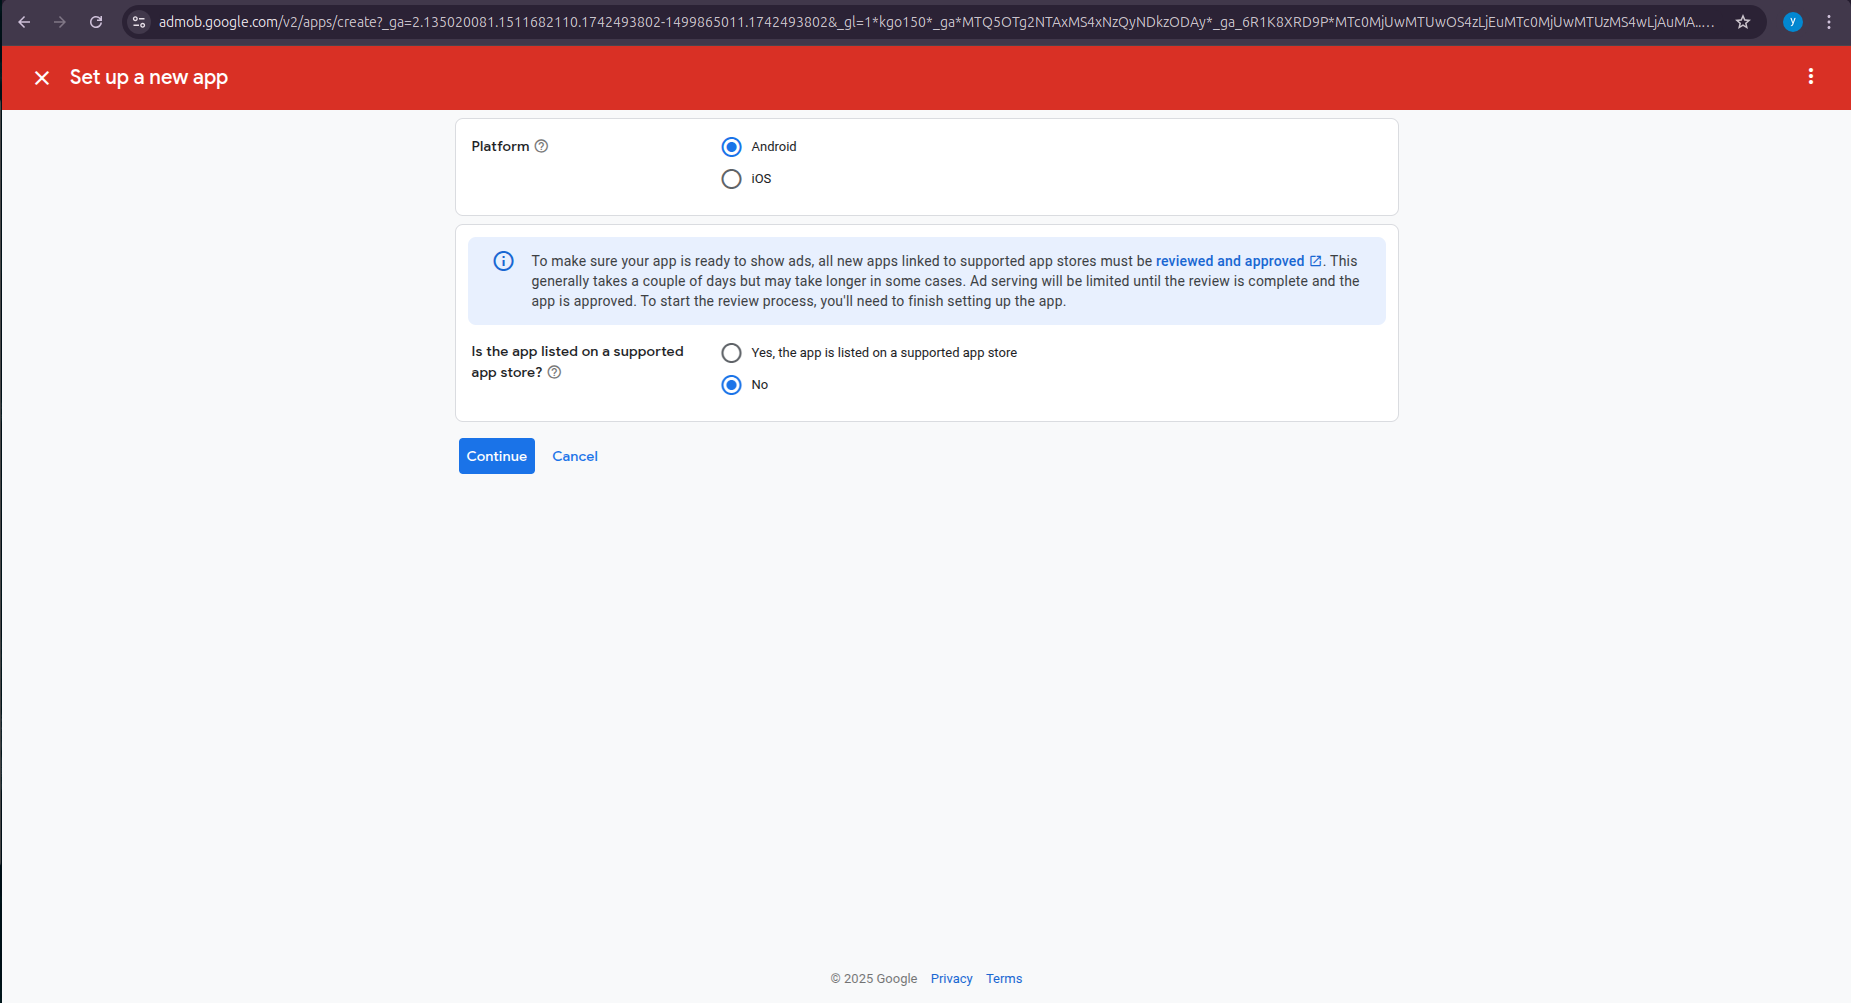 admob.google.com/v2/apps/create?_ga=2.135020081.1511682110.1742493802-1499865011.1742493802&_gl=1*kgo150*_ga*MTQ5OTg2NTAxMS4xNzQyNDkzODAy*_ga_6R1K8XRD9P*MTc0MjUwMTUwOS4zLjEuMTc0MjUwMTUzMS4wLjAuMA.....
y
Set up a new app
Platform
Android
iOS
To make sure your app is ready to show ads, all new apps linked to supported app stores must be reviewed and approved. This
generally takes a couple of days but may take longer in some cases. Ad serving will be limited until the review is complete and the
app is approved. To start the review process, you'll need to finish setting up the app.
Is the app listed on a supported
app store?
Yes, the app is listed on a supported app store
No
Continue Cancel
© 2025 Google Privacy Terms